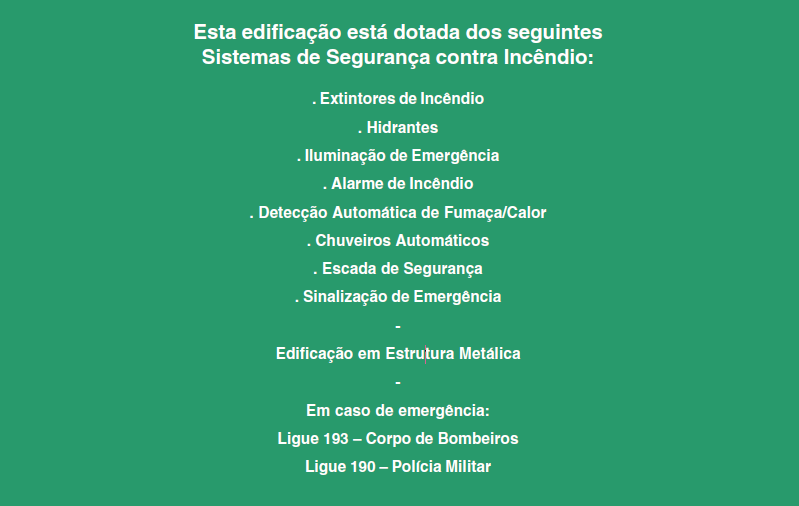 Esta edificação está dotada dos seguintes
Sistemas de Segurança contra Incêndio:
. Extintores de Incêndio
. Hidrantes
. Iluminação de Emergência
. Alarme de Incêndio
. Detecção Automática de Fumaça/Calor
. Chuveiros Automáticos
. Escada de Segurança
. Sinalização de Emergência
-
Edificação em Estrutura Metálica
-
Em caso de emergência:
Ligue 193 – Corpo de Bombeiros
Ligue 190 – Polícia Militar